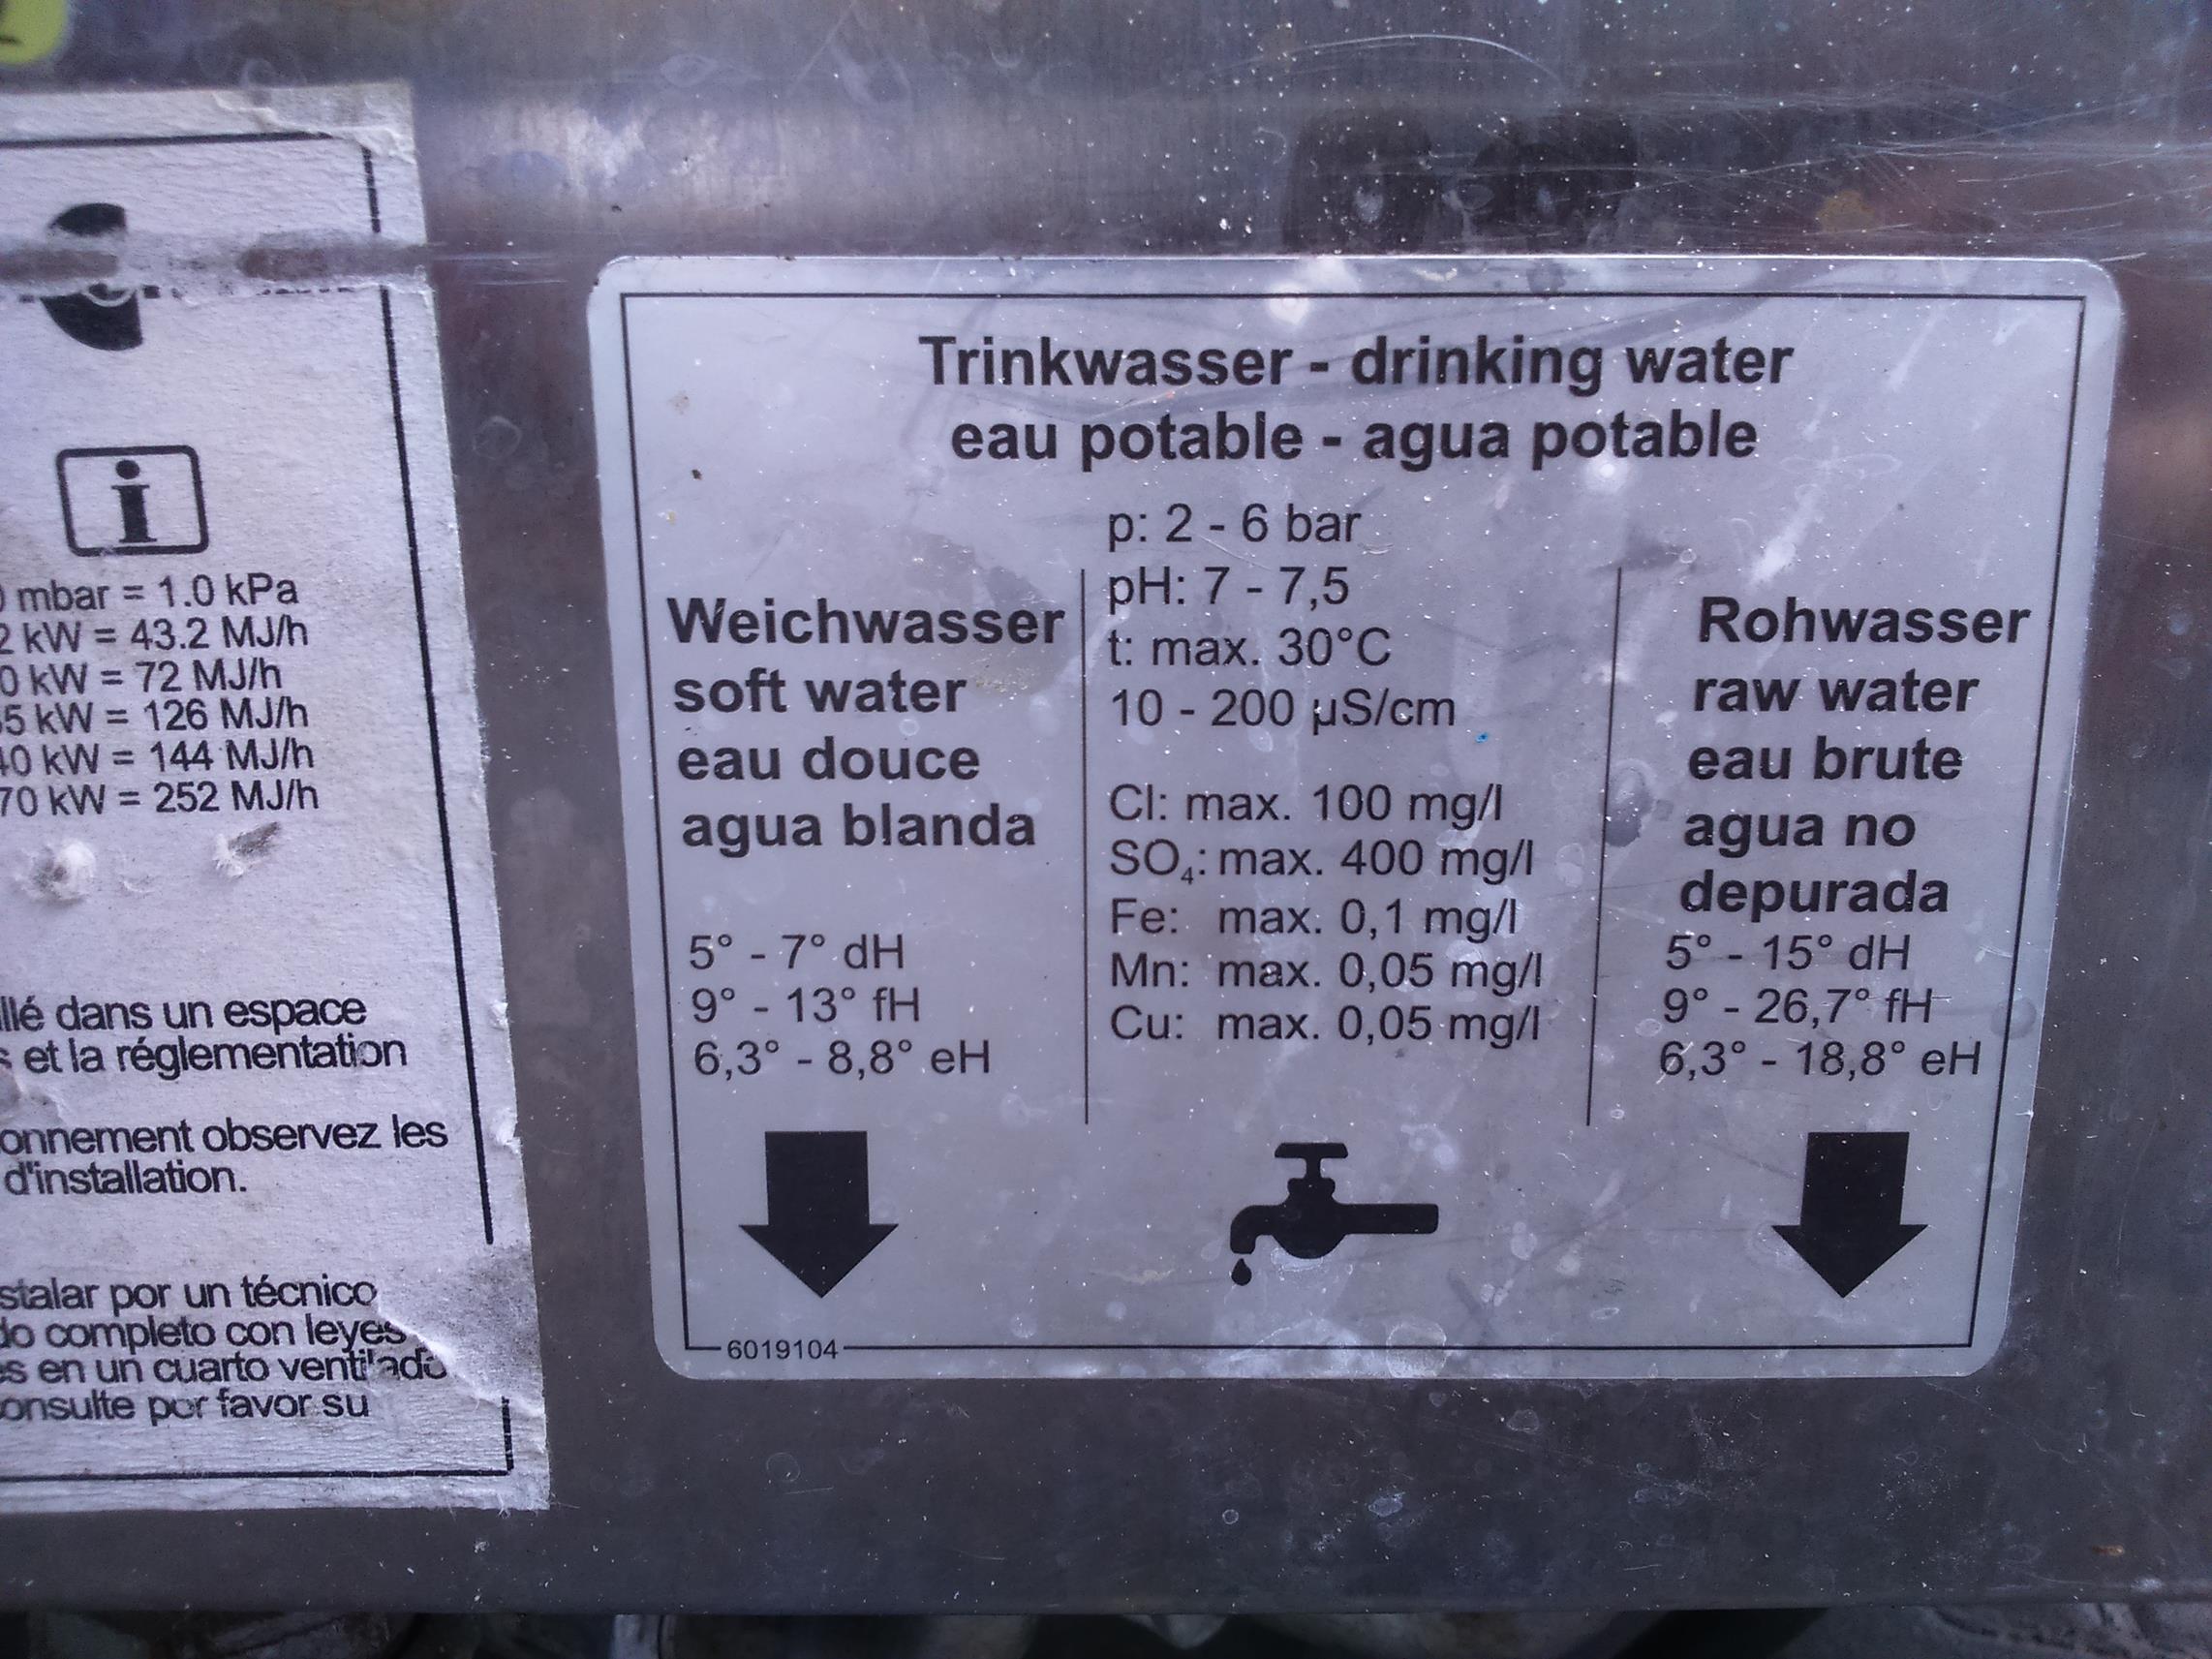 mbar = 1.0 kPa
kW = 43.2 MJ/h
kW = 72 MJ/h
kW = 126 MJ/h
kW = 144 MJ/h
70 kW = 252 MJ/h
dans un espace
et la réglementation
observez les
d'installation.
por un técnico
completo con leyes
en un cuarto ventilado
por favor su
Trinkwasser - drinking water
eau potable - agua potable
Weichwasser
soft water
eau douce
agua blanda
5° - 7° dH
9° - 13° fH
6,3° - 8,8° eH
p: 2 - 6 bar
pH: 7 - 7,5
t: max. 30°C
10 - 200 µS/cm
Cl: max. 100 mg/l
SO₄: max. 400 mg/l
Fe: max. 0,1 mg/l
Mn: max. 0,05 mg/l
Cu: max. 0,05 mg/l
Rohwasser
raw water
eau brute
agua no
depurada
5° - 15° dH
9° - 26,7° fH
6,3° - 18,8° eH
6019104